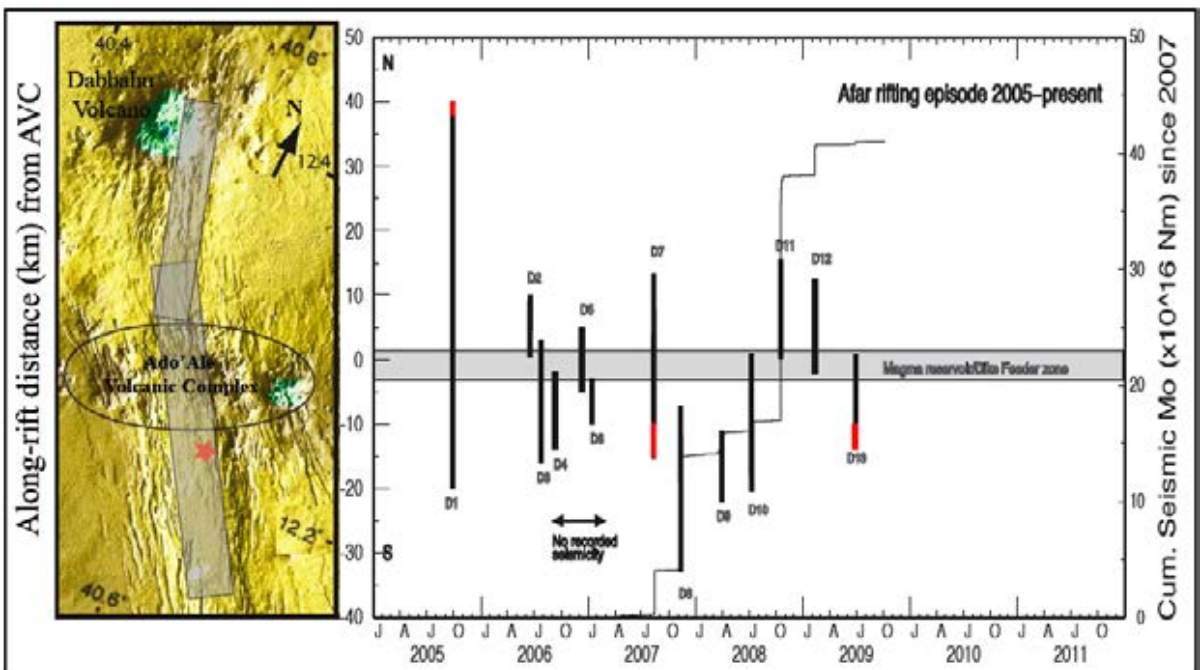 Along-rift distance (km) from AVC
40.4
40.6°
Dabbahu
Volcano
N
12.4
Ado'Ale
Volcanic Complex
12.2°
40.6°
50
40
30
20
10
0
-10
-20
-30
-40
N
S
Afar rifting episode 2005-present
D1
D2
D3
D4
D5
D6
D7
D8
D9
D10
D11
D12
D13
Magma reservoir/Dike Feeder zone
No recorded
seismicity
50
40
30
20
10
0
Cum. Seismic Mo (x10^16 Nm) since 2007
J A J O J A J O J A J O J A J O J A J O J A J O J A J O
2005 2006 2007 2008 2009 2010 2011